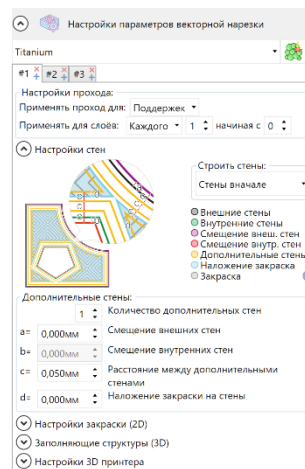 Настройки параметров векторной нарезки
Titanium
#1 #2 #3
Настройки прохода:
Применять проход для: Поддержек
Применять для слоёв: Каждого 1 начиная с 0
Настройки стен
Строить стены:
Стены вначале
Внешние стены
Внутренние стены
Смещение внеш. стен
Смещение внутр. стен
Дополнительные стены
Наложение закраска
Закраска
Дополнительные стены:
1 Количество дополнительных стен
a= 0,000мм Смещение внешних стен
b= 0,000мм Смещение внутренних стен
c= 0,050мм Расстояние между дополнительными
стенами
d= 0,000мм Наложение закраски на стены
Настройки закраски (2D)
Заполняющие структуры (3D)
Настройки 3D принтера